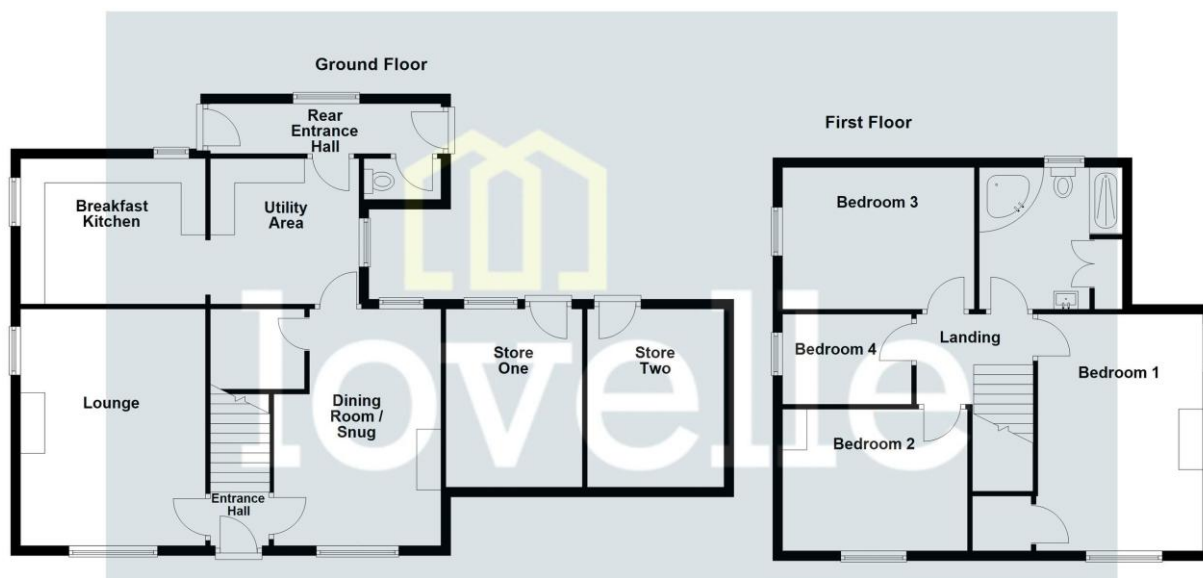 Ground Floor
Rear
Entrance
Hall
Breakfast
Kitchen
Utility
Area
Lounge
Entrance
Hall
Dining
Room /
Snug
Store
One
Store
Two
First Floor
Bedroom 3
Bedroom 4
Landing
Bedroom 1
Bedroom 2
lovelle